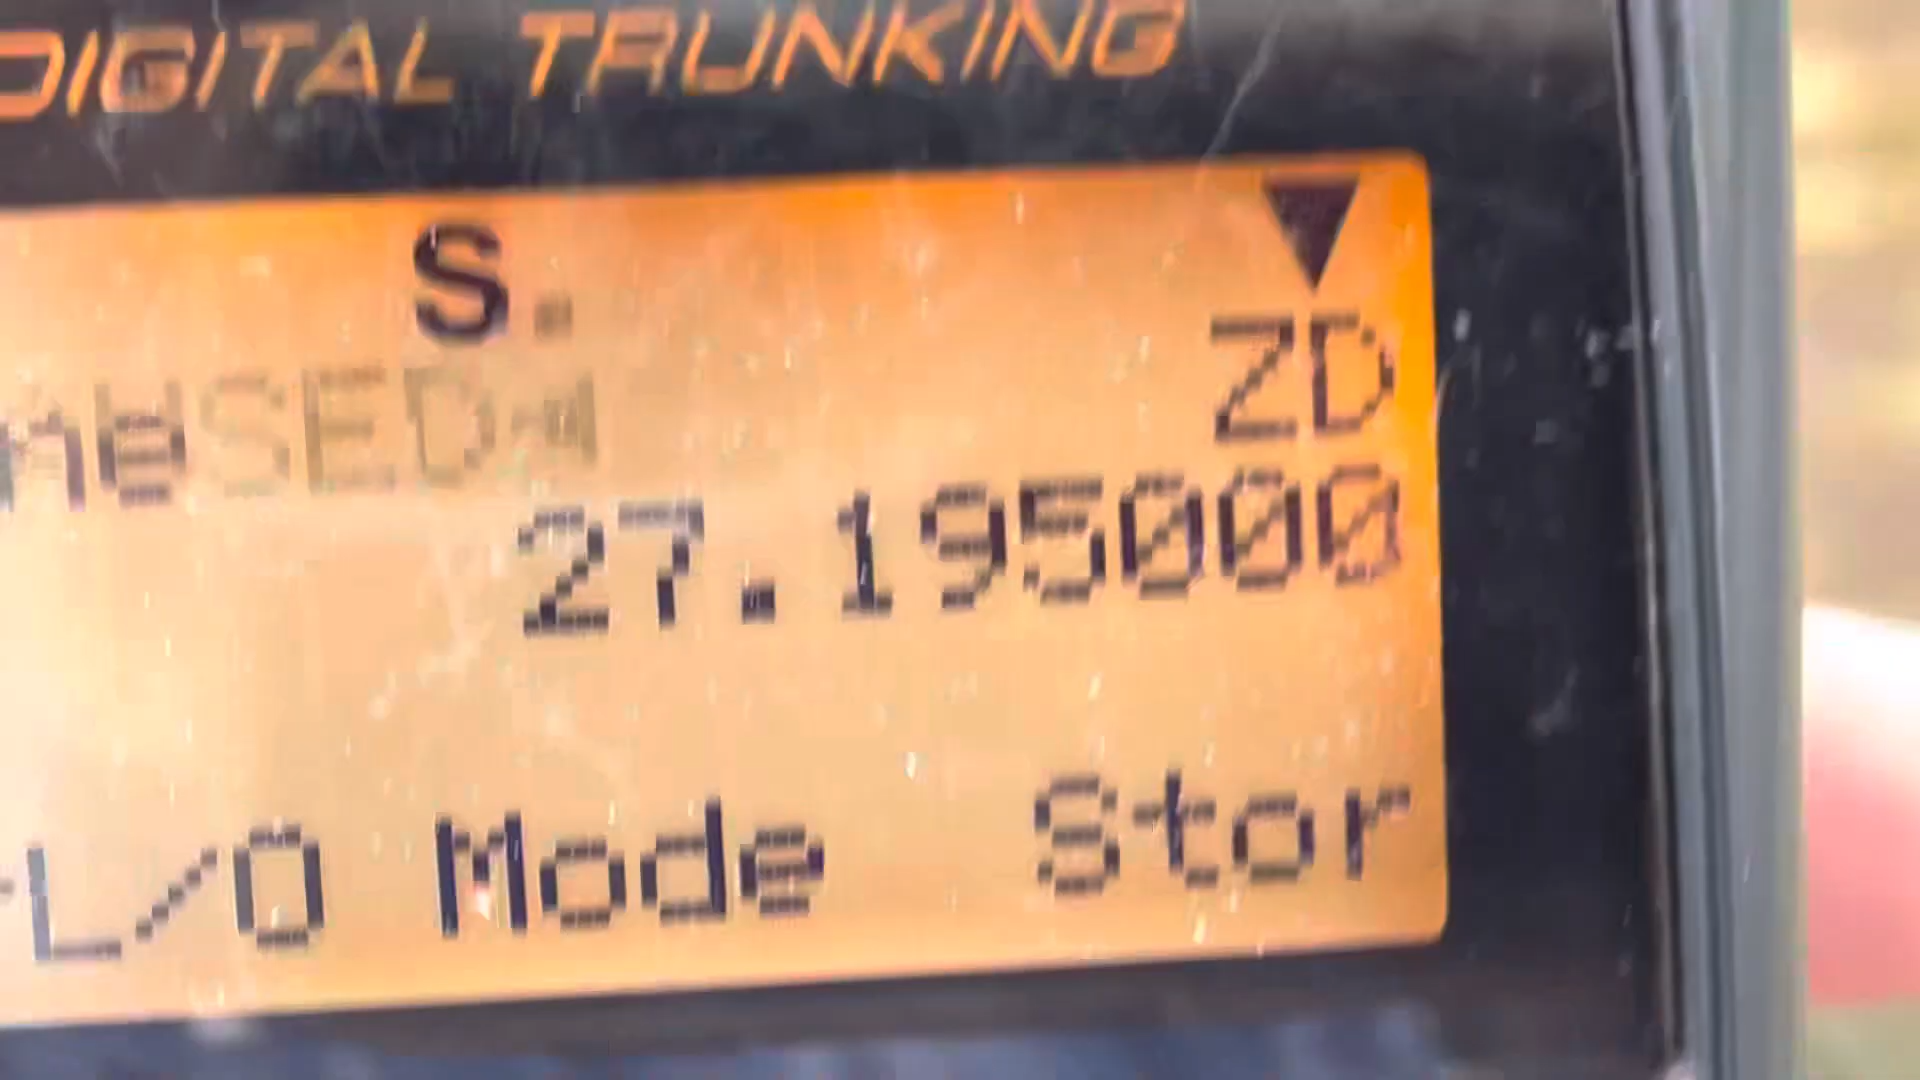 DIGITAL TRUNKING
S.
ZD
27.195000
L/O Mode Stor